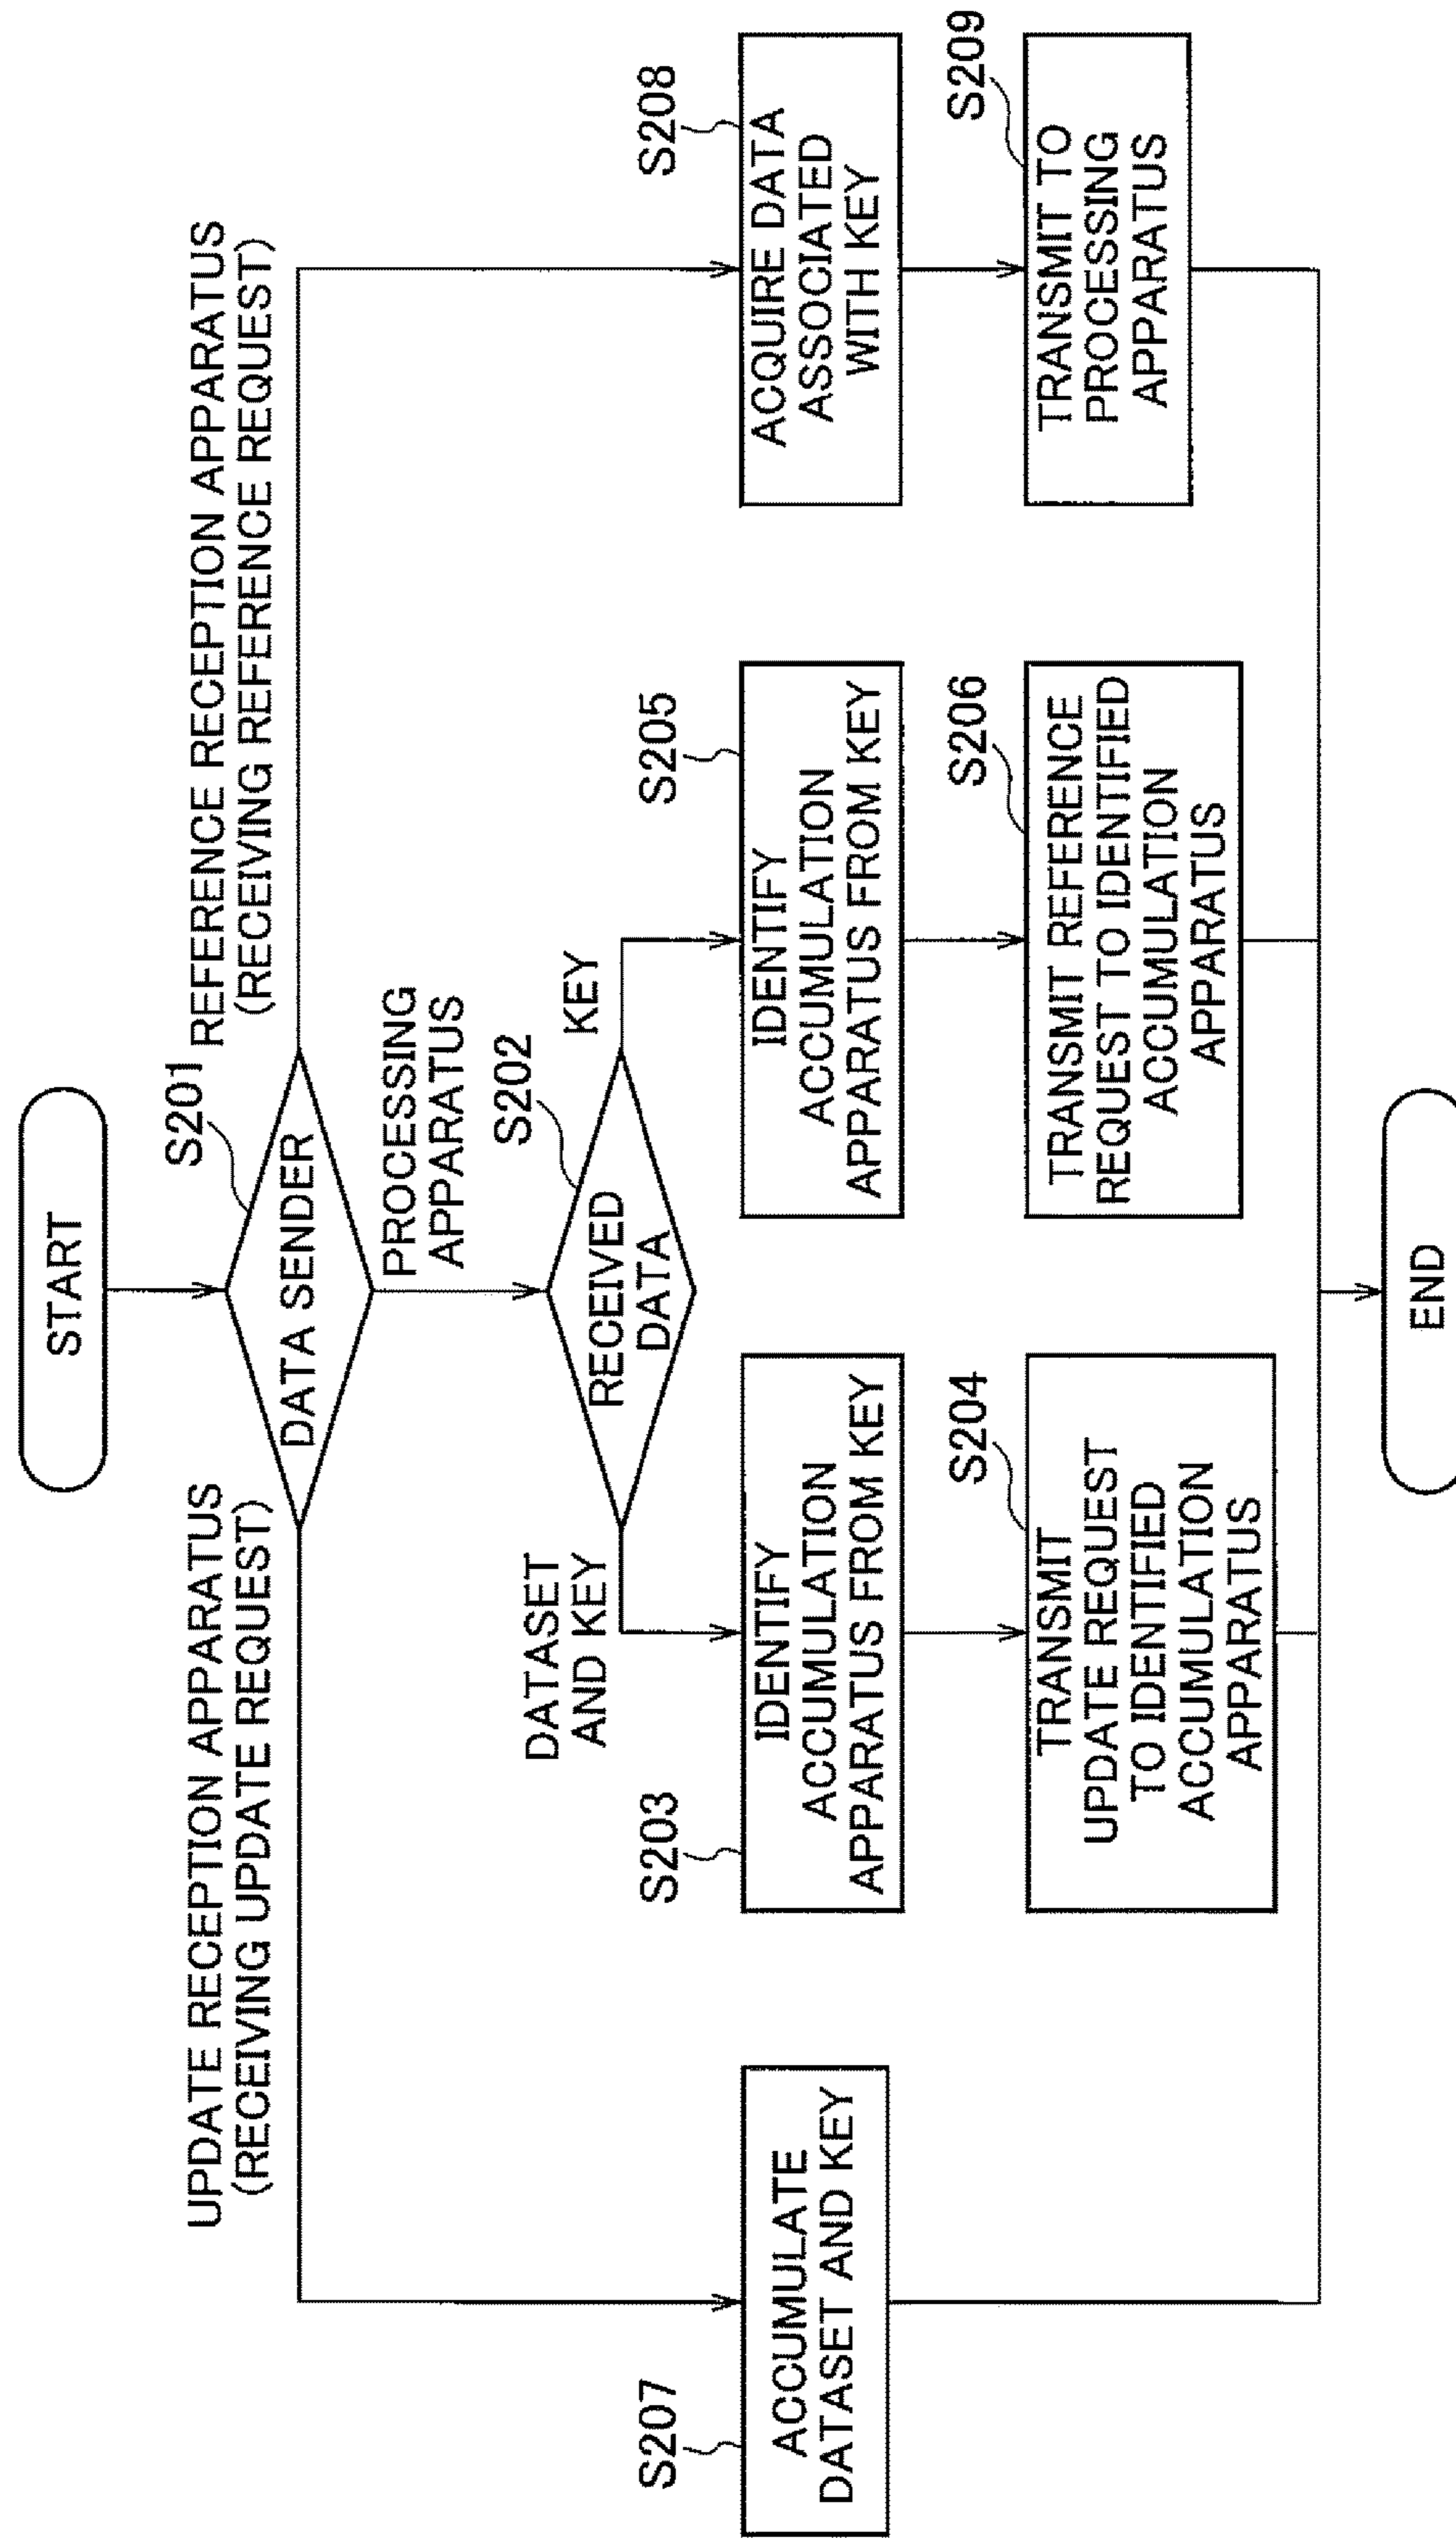 START
S201
DATA SENDER
UPDATE RECEPTION APPARATUS
(RECEIVING UPDATE REQUEST)
REFERENCE RECEPTION APPARATUS
(RECEIVING REFERENCE REQUEST)
PROCESSING
APPARATUS
S202
RECEIVED
DATA
DATASET
AND KEY
KEY
S207
ACCUMULATE
DATASET AND KEY
S203
IDENTIFY
ACCUMULATION
APPARATUS FROM KEY
S204
TRANSMIT
UPDATE REQUEST
TO IDENTIFIED
ACCUMULATION
APPARATUS
S205
IDENTIFY
ACCUMULATION
APPARATUS FROM KEY
S206
TRANSMIT REFERENCE
REQUEST TO IDENTIFIED
ACCUMULATION
APPARATUS
S208
ACQUIRE DATA
ASSOCIATED
WITH KEY
S209
TRANSMIT TO
PROCESSING
APPARATUS
END